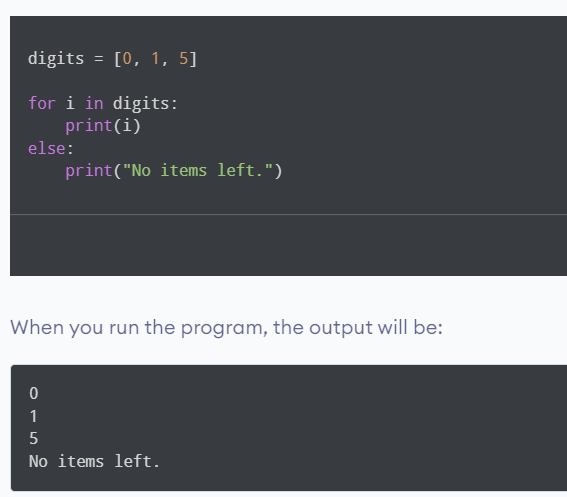 digits = [0, 1, 5]
for i in digits:
    print(i)
else:
    print("No items left.")
When you run the program, the output will be:
0
1
5
No items left.